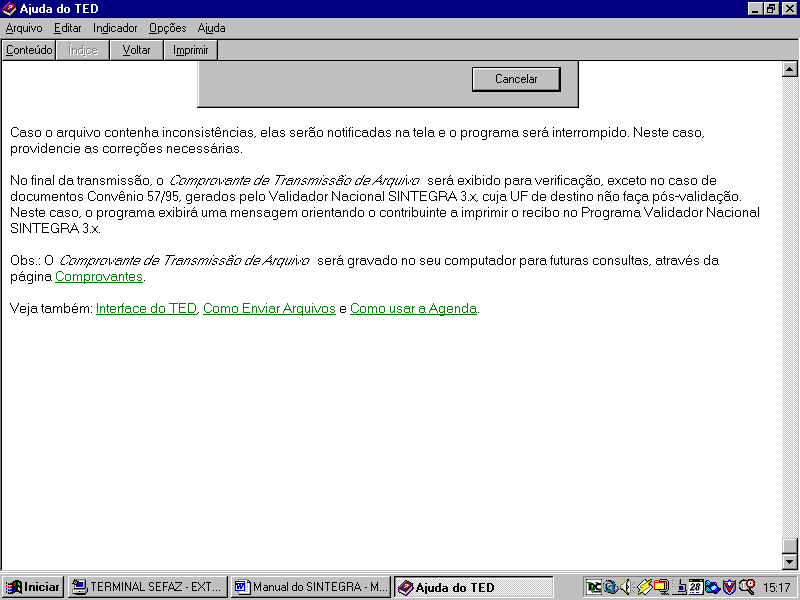 Ajuda do TED
Arquivo Editar Indicador Opções Ajuda
Conteúdo Índice Voltar Imprimir
Cancelar
Caso o arquivo contenha inconsistências, elas serão notificadas na tela e o programa será interrompido. Neste caso,
providencie as correções necessárias.
No final da transmissão, o Comprovante de Transmissão de Arquivo será exibido para verificação, exceto no caso de
documentos Convênio 57/95, gerados pelo Validador Nacional SINTEGRA 3.x, cuja UF de destino não faça pós-validação.
Neste caso, o programa exibirá uma mensagem orientando o contribuinte a imprimir o recibo no Programa Validador Nacional
SINTEGRA 3.x.
Obs.: O Comprovante de Transmissão de Arquivo será gravado no seu computador para futuras consultas, através da
página Comprovantes.
Veja também: Interface do TED, Como Enviar Arquivos e Como usar a Agenda.
Iniciar TERMINAL SEFAZ - EXT... Manual do SINTEGRA - M... Ajuda do TED 28 15:17